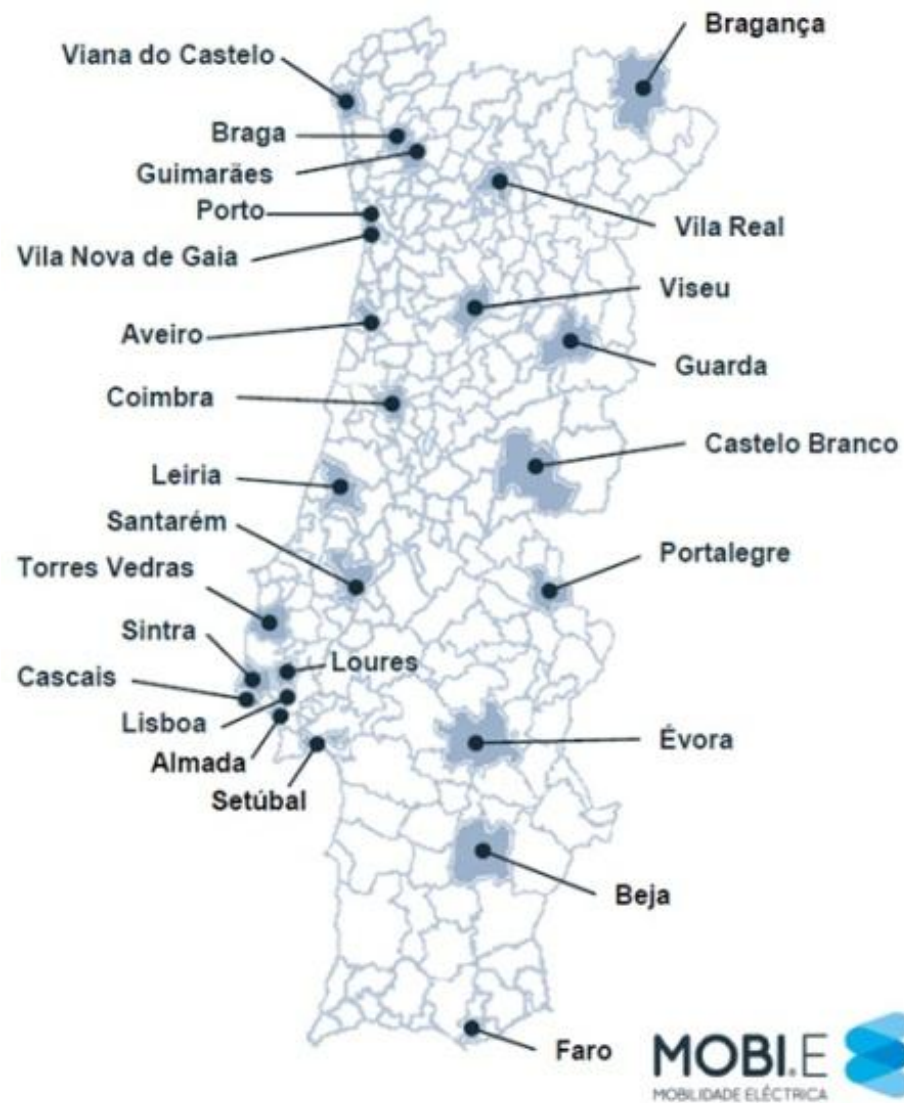 Bragança
Viana do Castelo
Braga
Guimarães
Porto
Vila Real
Vila Nova de Gaia
Viseu
Aveiro
Guarda
Coimbra
Castelo Branco
Leiria
Santarém
Portalegre
Torres Vedras
Sintra
Loures
Cascais
Lisboa
Évora
Almada
Setúbal
Beja
Faro
MOBI.E
MOBILIDADE ELÉCTRICA